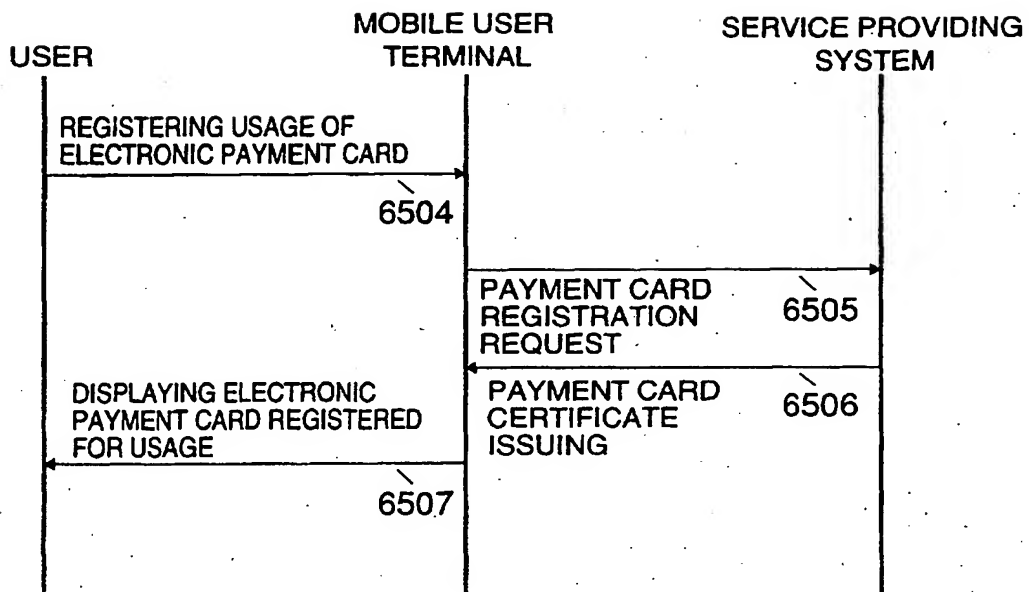 USER
MOBILE USER
TERMINAL
SERVICE PROVIDING
SYSTEM
REGISTERING USAGE OF
ELECTRONIC PAYMENT CARD
6504
PAYMENT CARD
REGISTRATION
REQUEST
6505
DISPLAYING ELECTRONIC
PAYMENT CARD REGISTERED
FOR USAGE
PAYMENT CARD
CERTIFICATE
ISSUING
6506
6507